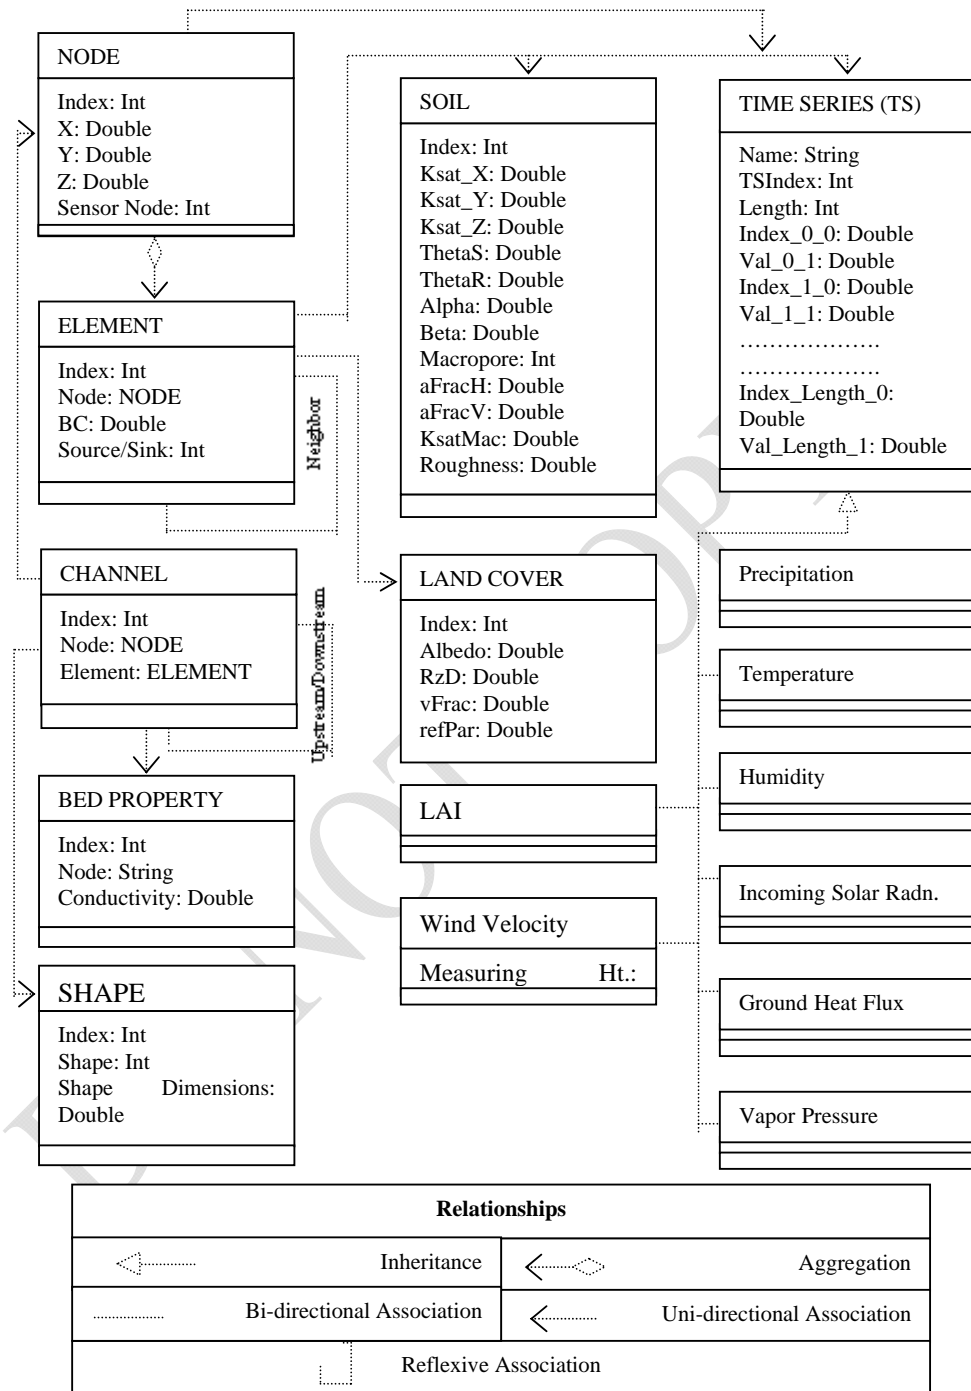 NODE
Index: Int
X: Double
Y: Double
Z: Double
Sensor Node: Int
ELEMENT
Index: Int
Node: NODE
BC: Double
Source/Sink: Int
Neighbor
CHANNEL
Index: Int
Node: NODE
Element: ELEMENT
Upstream/Downstream
BED PROPERTY
Index: Int
Node: String
Conductivity: Double
SHAPE
Index: Int
Shape: Int
Shape Dimensions:
Double
SOIL
Index: Int
Ksat_X: Double
Ksat_Y: Double
Ksat_Z: Double
ThetaS: Double
ThetaR: Double
Alpha: Double
Beta: Double
Macropore: Int
aFracH: Double
aFracV: Double
KsatMac: Double
Roughness: Double
LAND COVER
Index: Int
Albedo: Double
RzD: Double
vFrac: Double
refPar: Double
LAI
Wind Velocity
Measuring Ht.:
TIME SERIES (TS)
Name: String
TSIndex: Int
Length: Int
Index_0_0: Double
Val_0_1: Double
Index_1_0: Double
Val_1_1: Double
...................
...................
Index_Length_0:
Double
Val_Length_1: Double
Precipitation
Temperature
Humidity
Incoming Solar Radn.
Ground Heat Flux
Vapor Pressure
Relationships
Inheritance
Aggregation
Bi-directional Association
Uni-directional Association
Reflexive Association